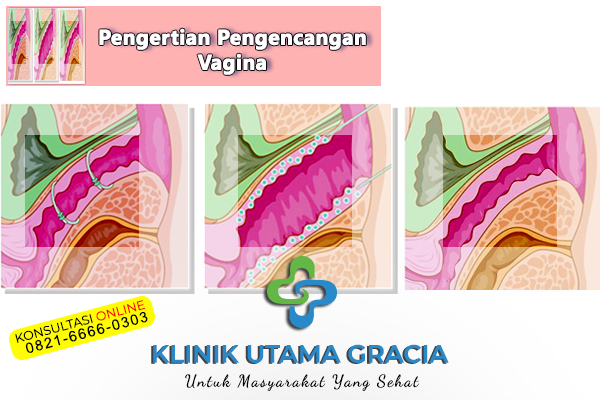 Pengertian Pengencangan
Vagina
KONSULTASI ONLINE
0821-6666-0303
KLINIK UTAMA GRACIA
Untuk Masyarakat Yang Sehat